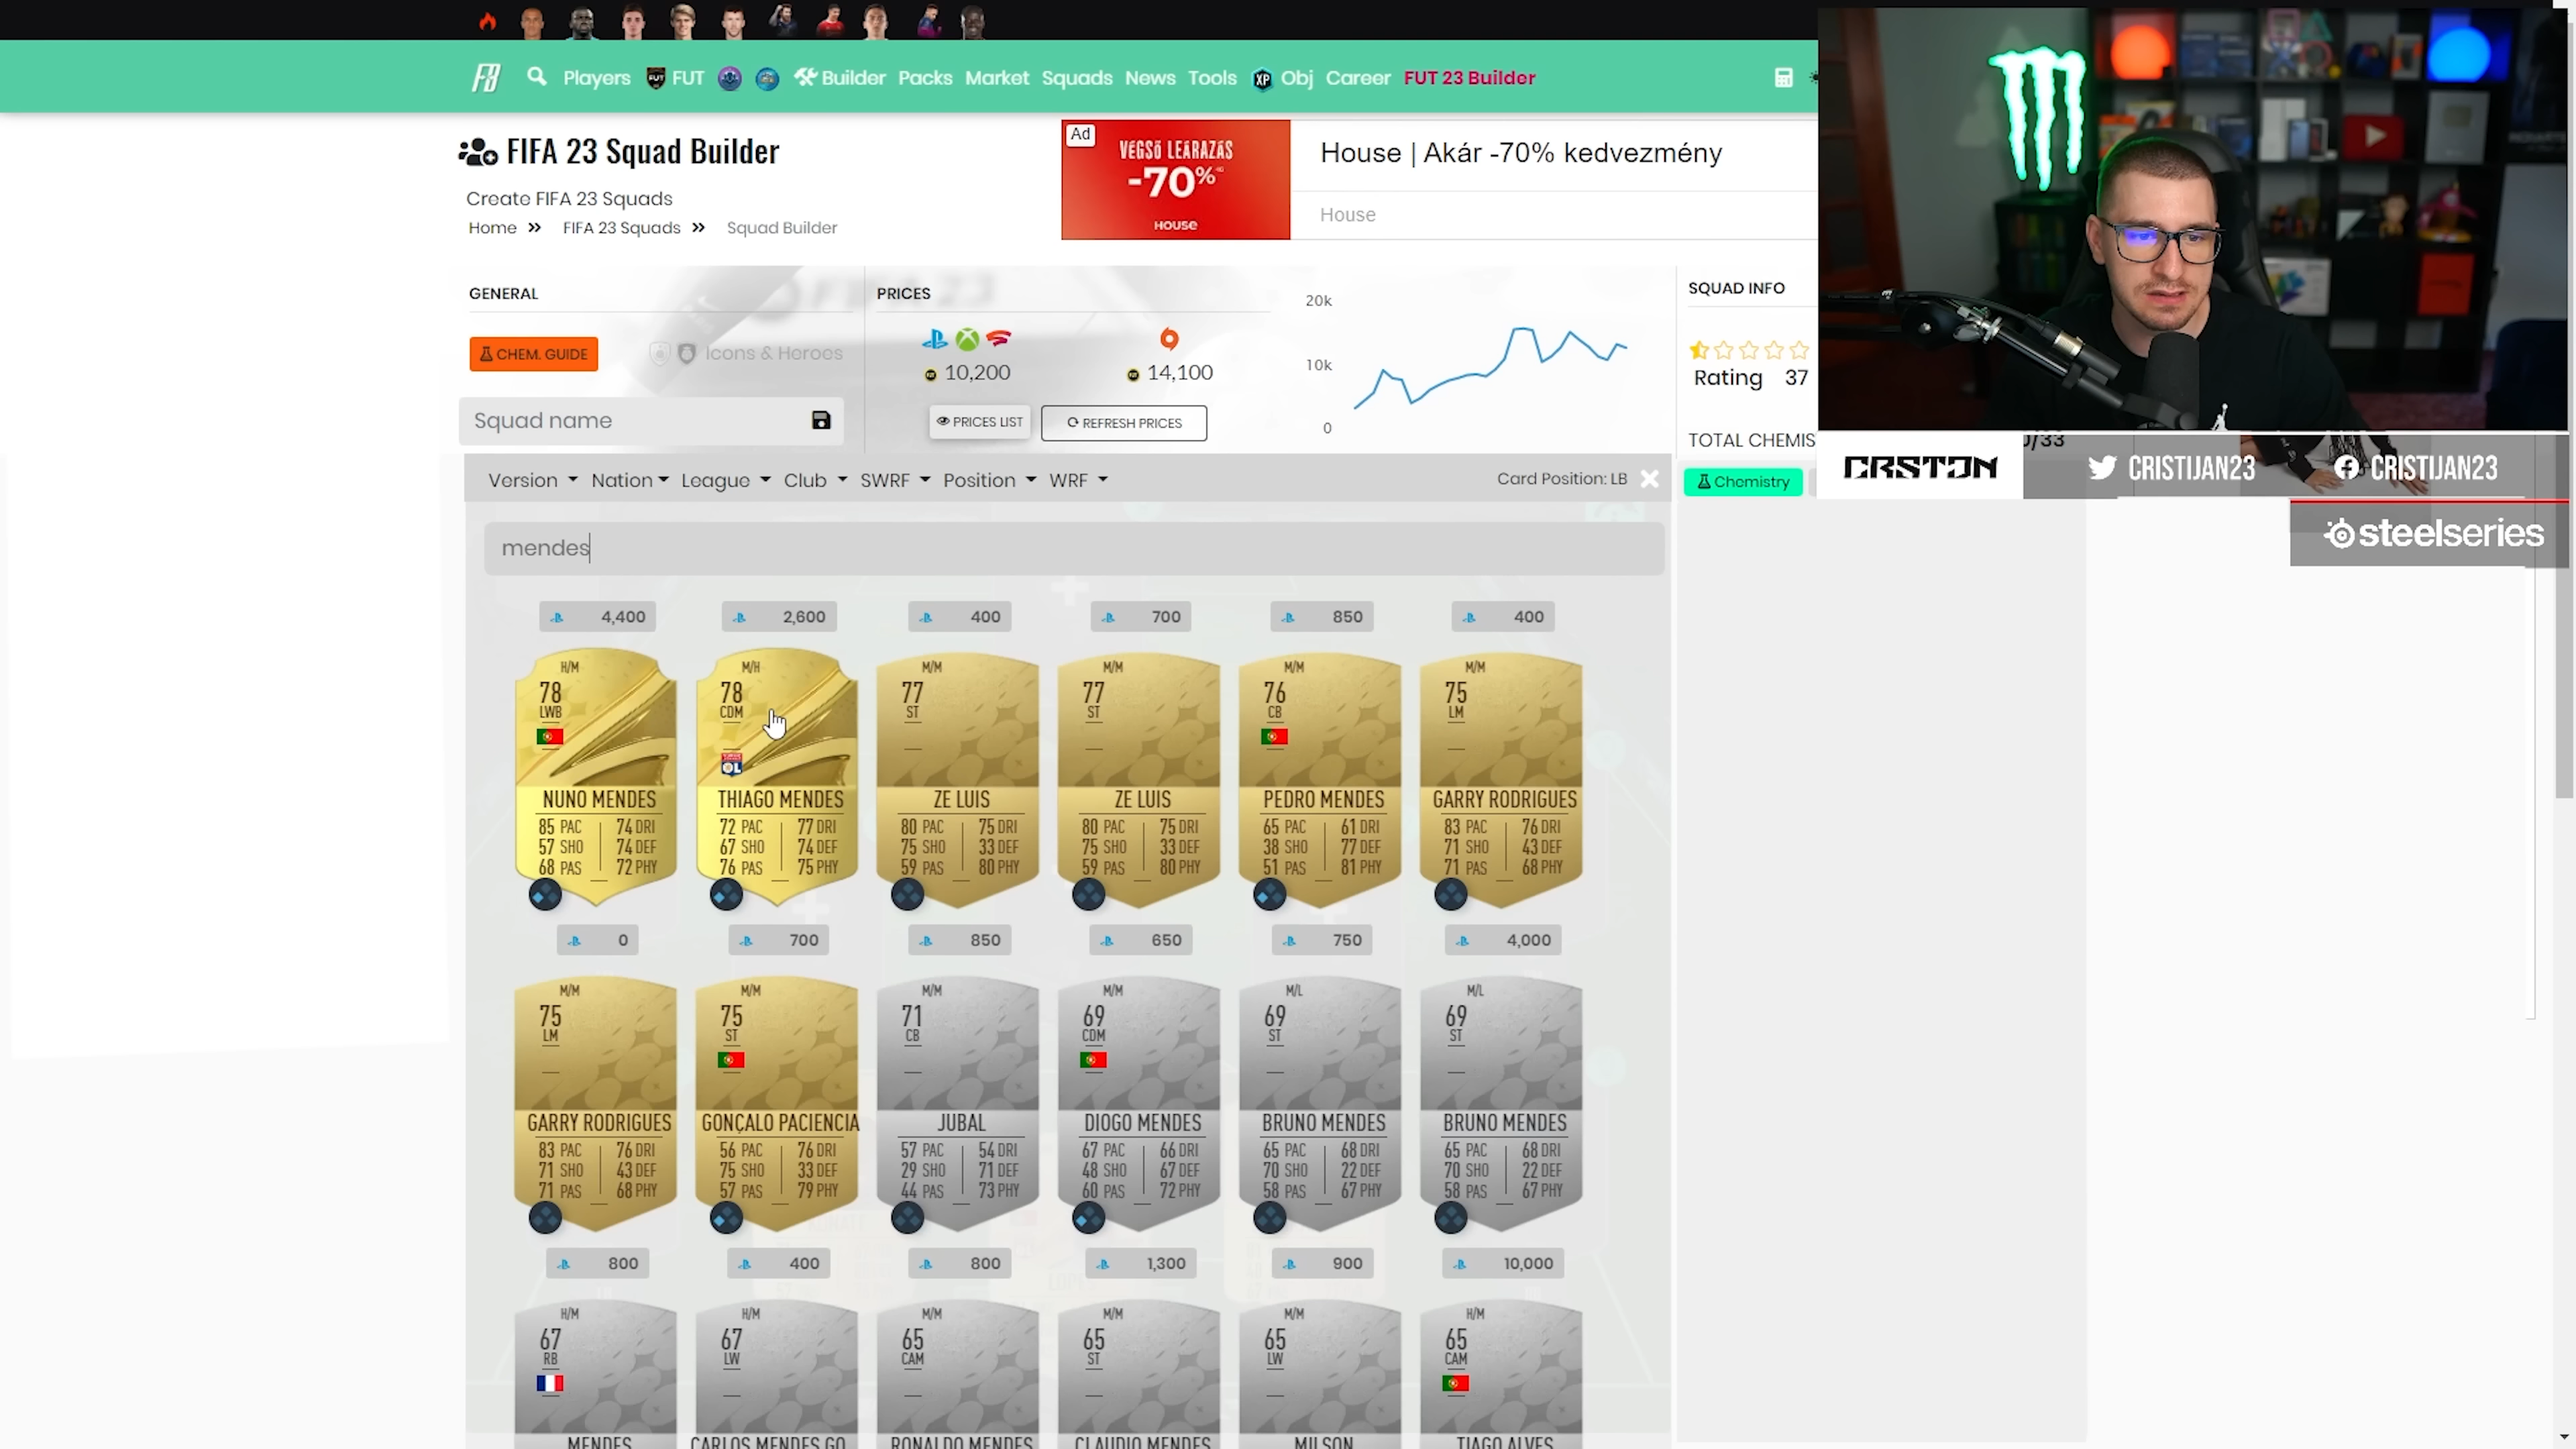 Players FUT Builder Packs Market Squads News Tools XP Obj Career FUT 23 Builder
FIFA 23 Squad Builder
Create FIFA 23 Squads
Home » FIFA 23 Squads » Squad Builder
Ad
VÉGSŐ LEÁRAZÁS
-70%
HOUSE
House | Akár -70% kedvezmény
House
GENERAL
CHEM. GUIDE
Icons & Heroes
Squad name
PRICES
10,200 14,100
PRICES LIST REFRESH PRICES
20k
10k
0
SQUAD INFO
Rating 37
TOTAL CHEMIS
/33
Chemistry
CRSTJN
CRISTIJAN23 CRISTIJAN23
steelseries
Version Nation League Club SWRF Position WRF Card Position: LB
mendes
4,400 2,600 400 700 850 400
H/M M/H M/M M/M M/M M/M
78 78 77 77 76 75
LWB CDM ST ST CB LM
OL
NUNO MENDES THIAGO MENDES ZE LUIS ZE LUIS PEDRO MENDES GARRY RODRIGUES
85 PAC 74 DRI 72 PAC 77 DRI 80 PAC 75 DRI 80 PAC 75 DRI 65 PAC 61 DRI 83 PAC 76 DRI
57 SHO 74 DEF 67 SHO 74 DEF 75 SHO 33 DEF 75 SHO 33 DEF 38 SHO 77 DEF 71 SHO 43 DEF
68 PAS 72 PHY 76 PAS 75 PHY 59 PAS 80 PHY 59 PAS 80 PHY 51 PAS 81 PHY 71 PAS 68 PHY
0 700 850 650 750 4,000
M/M M/M M/M M/M M/L M/L
75 75 71 69 69 69
LM ST CB CDM ST ST
GARRY RODRIGUES GONÇALO PACIENCIA JUBAL DIOGO MENDES BRUNO MENDES BRUNO MENDES
83 PAC 76 DRI 56 PAC 76 DRI 57 PAC 54 DRI 67 PAC 66 DRI 65 PAC 68 DRI 65 PAC 68 DRI
71 SHO 43 DEF 75 SHO 33 DEF 29 SHO 71 DEF 48 SHO 67 DEF 70 SHO 22 DEF 70 SHO 22 DEF
71 PAS 68 PHY 57 PAS 79 PHY 44 PAS 73 PHY 60 PAS 72 PHY 58 PAS 67 PHY 58 PAS 67 PHY
800 400 800 1,300 900 10,000
H/M H/M M/M M/M M/M H/M
67 67 65 65 65 65
RB LW CAM ST LW CAM
MENDES CARLOS MENDES GO RONALDO MENDES CLAUDIO MENDES MILSON TIAGO ALVES